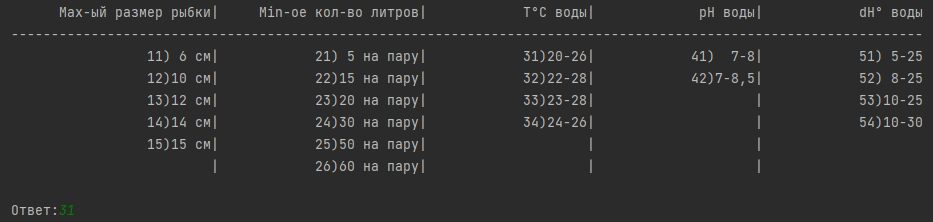 Max-ый размер рыбки|     Min-ое кол-во литров|            T°C воды|             pH воды|            dH° воды
------------------------------------------------------------------------------------------------------------------
11) 6 см|            21) 5 на пару|            31)20-26|            41)  7-8|            51) 5-25
12)10 см|            22)15 на пару|            32)22-28|            42)7-8,5|            52) 8-25
13)12 см|            23)20 на пару|            33)23-28|                    |            53)10-25
14)14 см|            24)30 на пару|            34)24-26|                    |            54)10-30
15)15 см|            25)50 на пару|                    |                    |
|            26)60 на пару|                    |                    |
Ответ:31